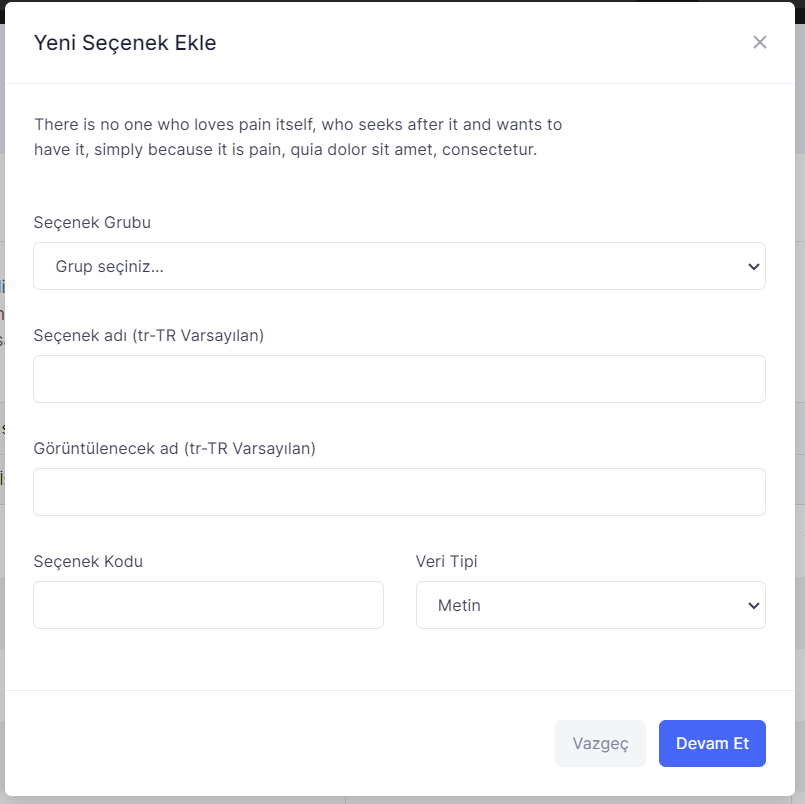 Yeni Seçenek Ekle
There is no one who loves pain itself, who seeks after it and wants to
have it, simply because it is pain, quia dolor sit amet, consectetur.
Seçenek Grubu
Grup seçiniz...
Seçenek adı (tr-TR Varsayılan)
Görüntülenecek ad (tr-TR Varsayılan)
Seçenek Kodu
Veri Tipi
Metin
Vazgeç
Devam Et